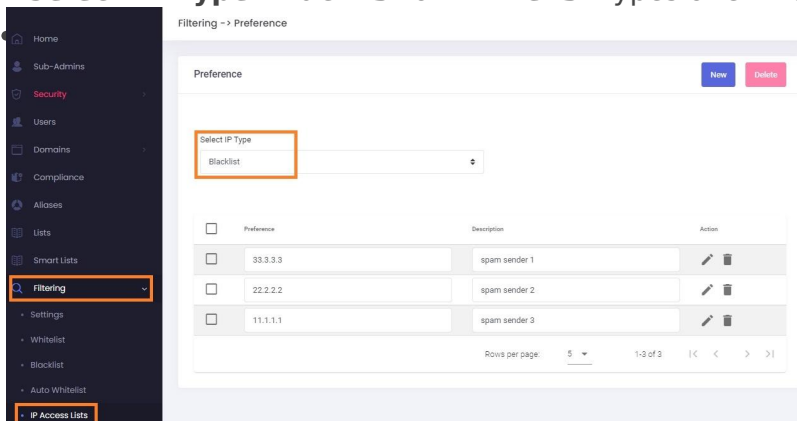 Filtering -> Preference
Home
Sub-Admins
Security
Users
Domains
Compliance
Aliases
Lists
Smart Lists
Filtering
Settings
Whitelist
Blacklist
Auto Whitelist
IP Access Lists
Preference
New
Delete
Select IP Type
Blacklist
Preference Description Action
33.3.3.3 spam sender 1
22.2.2.2 spam sender 2
11.1.1.1 spam sender 3
Rows per page: 5 1-3 of 3